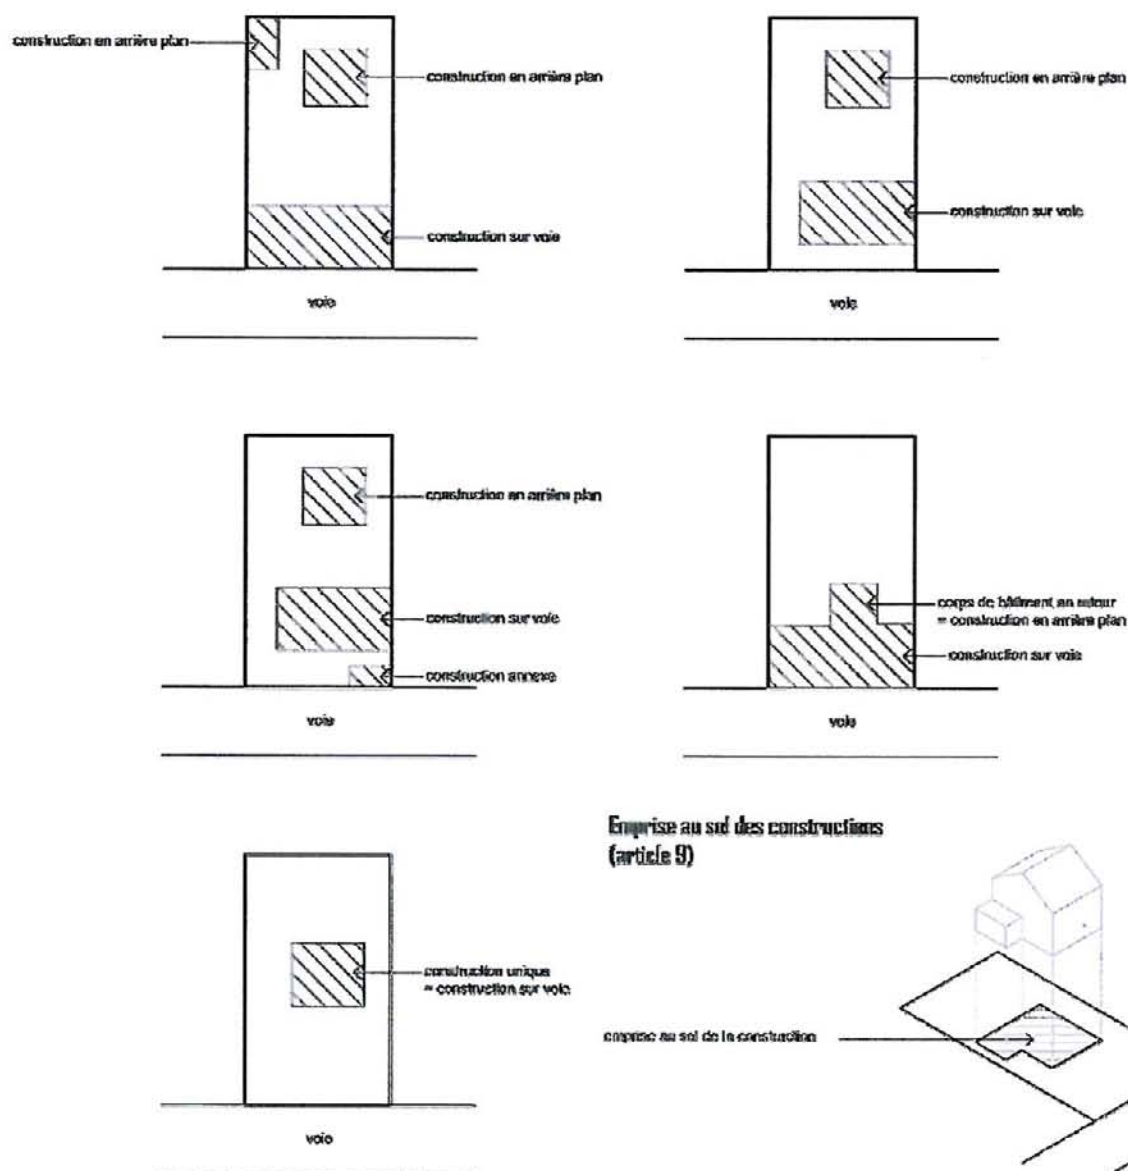 construction en arrière plan
construction en arrière plan
construction sur voie
voie
construction en arrière plan
construction sur voie
voie
construction en arrière plan
construction sur voie
construction annexe
voie
corps de bâtiment en retour
= construction en arrière plan
construction sur voie
voie
construction unique
= construction sur voie
voie
Emprise au sol des constructions
(article 9)
emprise au sol de la construction